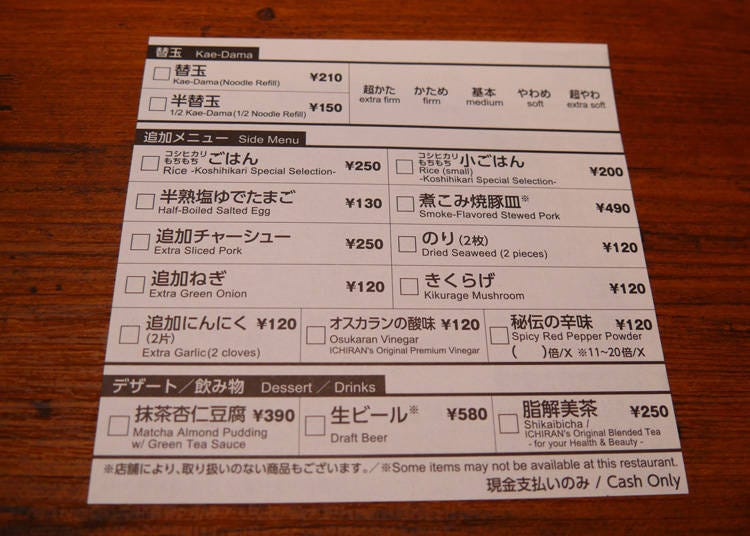 替玉 Kae-Dama
替玉 ¥210
Kae-Dama(Noodle Refill)
半替玉 ¥150
1/2 Kae-Dama(1/2 Noodle Refill)
超かた かため 基本 やわめ 超やわ
extra firm firm medium soft extra soft
追加メニュー Side Menu
コシヒカリ
もちもち ごはん ¥250
Rice -Koshihikari Special Selection-
コシヒカリ
もちもち 小ごはん ¥200
Rice (small)
-Koshihikari Special Selection-
半熟塩ゆでたまご ¥130
Half-Boiled Salted Egg
煮こみ焼豚皿※ ¥490
Smoke-Flavored Stewed Pork
追加チャーシュー ¥250
Extra Sliced Pork
のり(2枚) ¥120
Dried Seaweed (2 pieces)
追加ねぎ ¥120
Extra Green Onion
きくらげ ¥120
Kikurage Mushroom
追加にんにく ¥120
(2片)
Extra Garlic(2 cloves)
オスカランの酸味 ¥120
Osukaran Vinegar
ICHIRAN's Original Premium Vinegar
秘伝の辛味 ¥120
Spicy Red Pepper Powder
( )倍/X ※11~20倍/X
デザート/飲み物 Dessert / Drinks
抹茶杏仁豆腐 ¥390
Matcha Almond Pudding
w/ Green Tea Sauce
生ビール※ ¥580
Draft Beer
脂解美茶 ¥250
Shikaibicha /
ICHIRAN's Original Blended Tea
- for your Health & Beauty -
※店舗により、取り扱いのない商品もございます。/※Some items may not be available at this restaurant.
現金支払いのみ / Cash Only